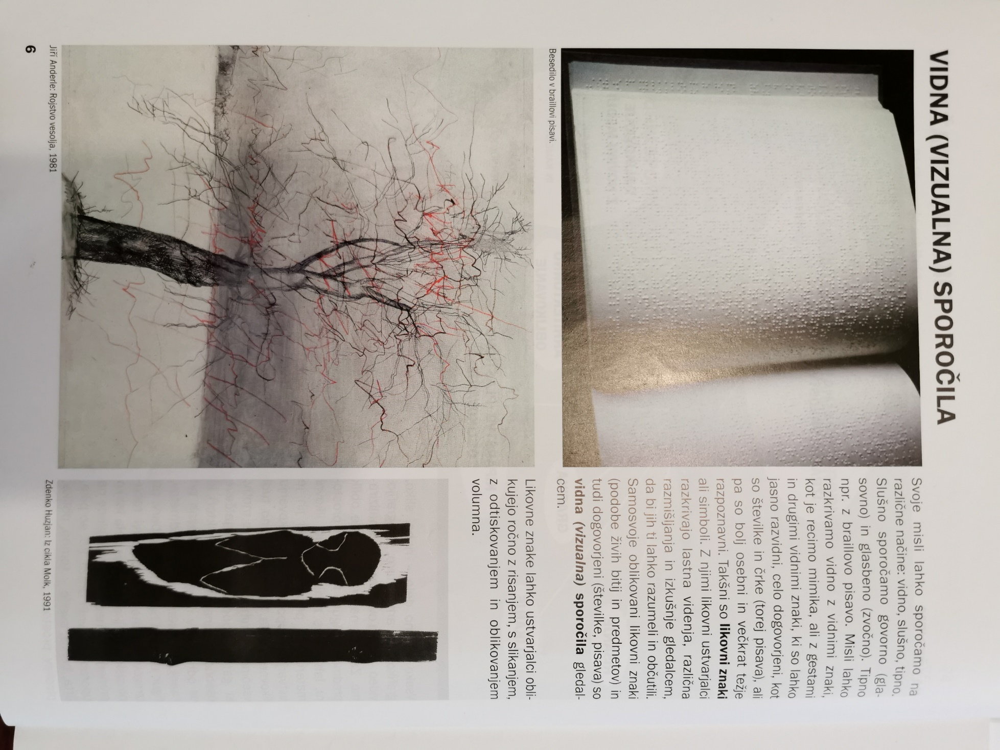 VIDNA (VIZUALNA) SPOROČILA
Besedilo v braillovi pisavi.
Jiří Anderle: Rojstvo vesolja, 1981
6
Svoje misli lahko sporočamo na
različne načine: vidno, slušno, tipno.
Slušno sporočamo govorno (gla-
sovno) in glasbeno (zvočno). Tipno
npr. z braillovo pisavo. Misli lahko
razkrivamo vidno z vidnimi znaki,
kot je recimo mimika, ali z gestami
in drugimi vidnimi znaki, ki so lahko
jasno razvidni, celo dogovorjeni, kot
so številke in črke (torej pisava), ali
pa so bolj osebni in večkrat težje
razpoznavni. Takšni so likovni znaki
ali simboli. Z njimi likovni ustvarjalci
razkrivajo lastna videnja, različna
razmišljanja in izkušnje gledalcem,
da bi jih ti lahko razumeli in občutili.
Samosvoje oblikovani likovni znaki
(podobe živih bitij in predmetov) in
tudi dogovorjeni (številke, pisava) so
vidna (vizualna) sporočila gledal-
cem.
Likovne znake lahko ustvarjalci obli-
kujejo ročno z risanjem, s slikanjem,
z odtiskovanjem in oblikovanjem
volumna.
Zdenko Huzjan: Iz cikla Molk, 1991